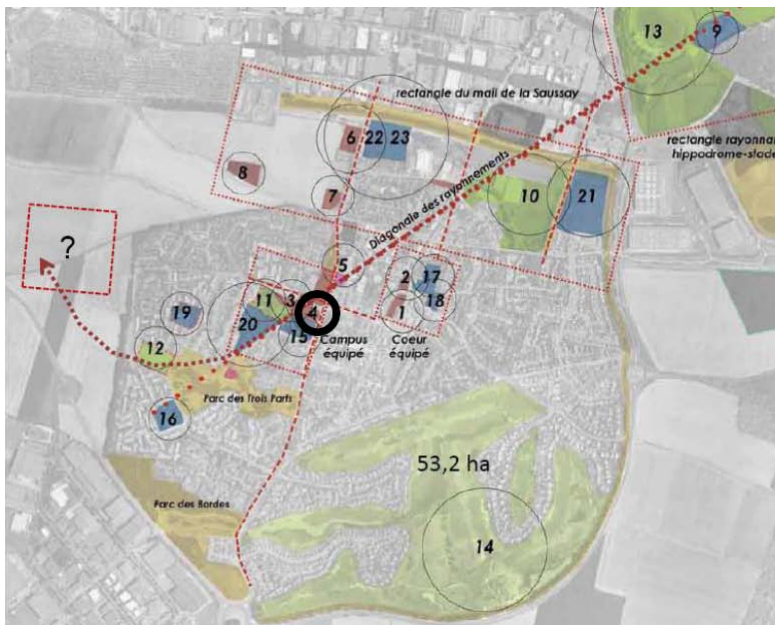 13
9
rectangle du mail de la Saussay
6
22
23
rectangle rayonnan
hippodrome-stade
8
7
Diagonale des rayonnements
10
21
?
5
2
17
11
3
4
18
1
19
20
15
Campus
équipé
Coeur
équipé
12
Parc des Trois Parts
16
53,2 ha
Parc des Bordes
14